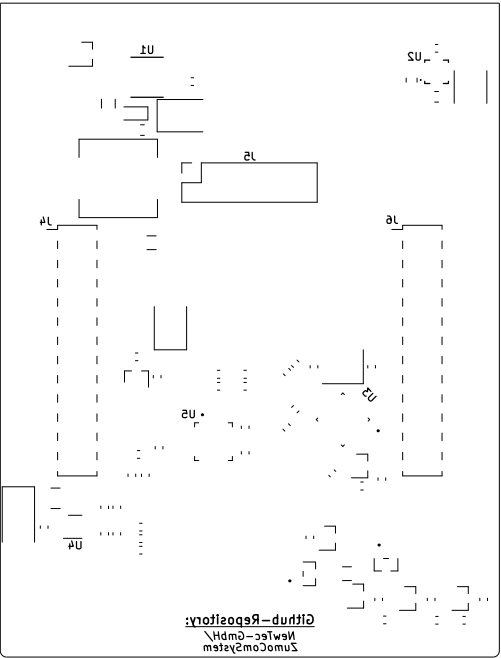 U1
U2
J5
J4
J6
U3
U5
U4
Github-Repository:
NewTec-GmbH/
ZumoComSystem